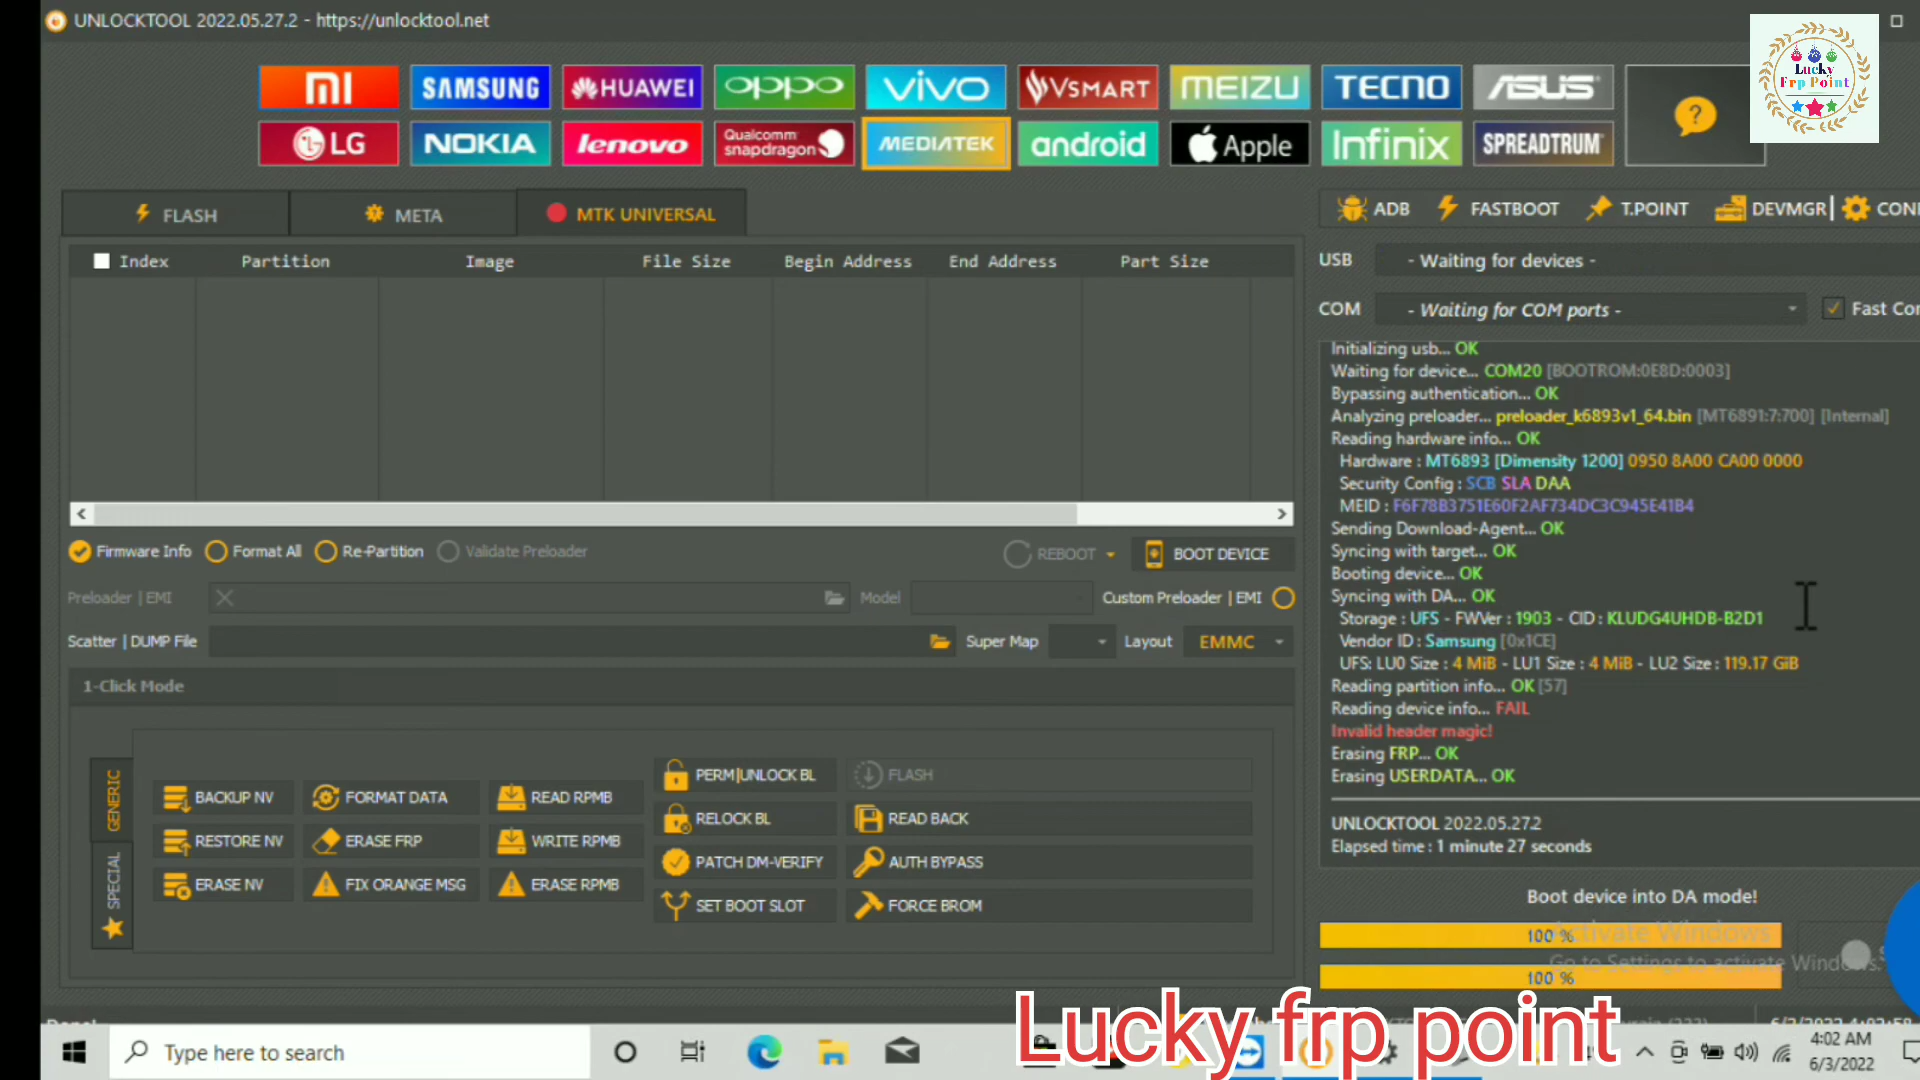 UNLOCKTOOL 2022.05.27.2 - https://unlocktool.net
Lucky
Frp Point
SAMSUNG
HUAWEI
oppo
vivo
VSMART
MEIZU
TECNO
ASUS
?
LG
NOKIA
lenovo
Qualcomm
snapdragon
MEDIATEK
android
Apple
Infinix
SPREADTRUM
FLASH
META
MTK UNIVERSAL
ADB
FASTBOOT
T.POINT
DEVMGR
Index
Partition
Image
File Size
Begin Address
End Address
Part Size
USB
- Waiting for devices -
COM
- Waiting for COM ports -
Fast
Initializing usb... OK
Waiting for device... COM20 [BOOTROM:0E8D:0003]
Bypassing authentication... OK
Analyzing preloader... preloader_k6893v1_64.bin [MT6891:7:700] [Internal]
Reading hardware info... OK
Hardware : MT6893 [Dimensity 1200] 0950 8A00 CA00 0000
Security Config : SCB SLA DAA
MEID : F6F78B3751E60F2AF734DC3C945E41B4
Sending Download-Agent... OK
Syncing with target... OK
Booting device... OK
Syncing with DA... OK
Storage : UFS - FWVer : 1903 - CID : KLUDG4UHDB-B2D1
Vendor ID : Samsung [0x1CE]
UFS: LU0 Size : 4 MiB - LU1 Size : 4 MiB - LU2 Size : 119.17 GiB
Reading partition info... OK [57]
Reading device info... FAIL
Invalid header magic!
Erasing FRP... OK
Erasing USERDATA... OK
UNLOCKTOOL 2022.05.27.2
Elapsed time : 1 minute 27 seconds
Firmware Info
Format All
Re-Partition
Validate Preloader
REBOOT
BOOT DEVICE
Preloader | EMI
Model
Custom Preloader | EMI
Scatter | DUMP File
Super Map
Layout
EMMC
1-Click Mode
GENERIC
SPECIAL
BACKUP NV
FORMAT DATA
READ RPMB
PERM|UNLOCK BL
FLASH
RESTORE NV
ERASE FRP
WRITE RPMB
RELOCK BL
READ BACK
ERASE NV
FIX ORANGE MSG
ERASE RPMB
PATCH DM-VERIFY
AUTH BYPASS
SET BOOT SLOT
FORCE BROM
Boot device into DA mode!
100 %
Activate Windows
Go to Settings to activate Windows.
100 %
Lucky frp point
Type here to search
4:02 AM
6/3/2022